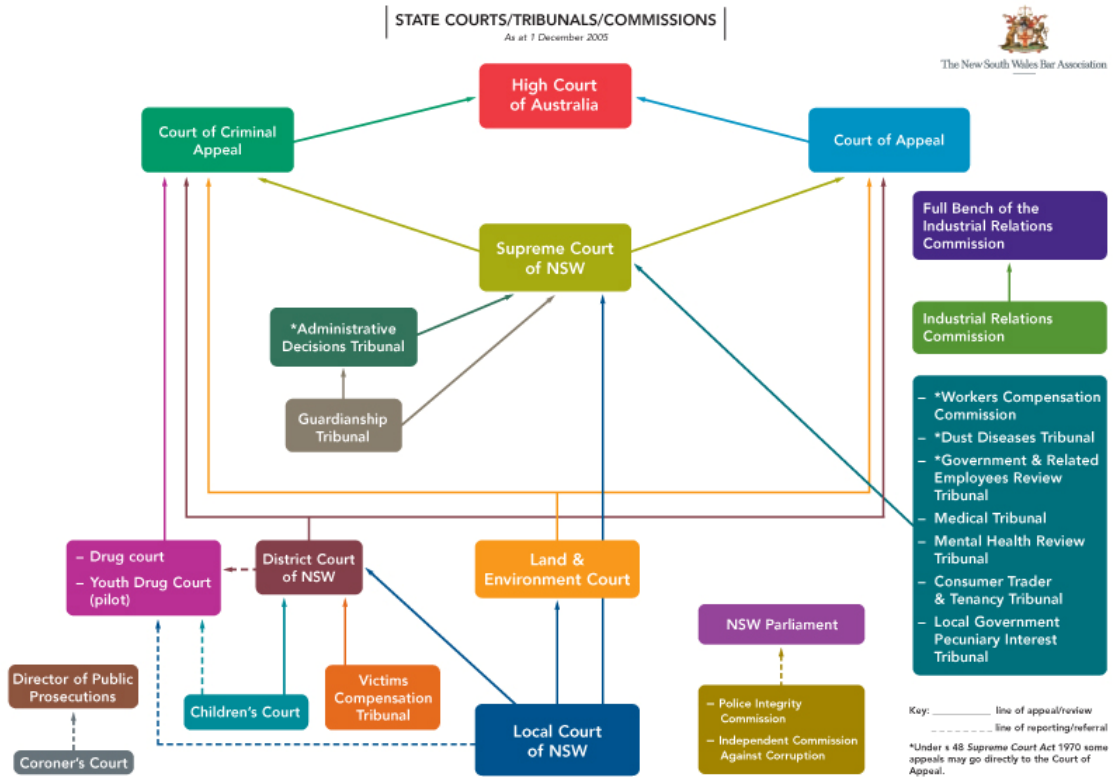 STATE COURTS/TRIBUNALS/COMMISSIONS
As at 1 December 2005
The New South Wales Bar Association
High Court
of Australia
Court of Criminal
Appeal
Court of Appeal
Full Bench of the
Industrial Relations
Commission
Supreme Court
of NSW
Industrial Relations
Commission
*Administrative
Decisions Tribunal
Guardianship
Tribunal
– *Workers Compensation
Commission
– *Dust Diseases Tribunal
– *Government & Related
Employees Review
Tribunal
– Medical Tribunal
– Mental Health Review
Tribunal
– Consumer Trader
& Tenancy Tribunal
– Local Government
Pecuniary Interest
Tribunal
– Drug court
– Youth Drug Court
(pilot)
District Court
of NSW
Land &
Environment Court
NSW Parliament
Director of Public
Prosecutions
Children's Court
Victims
Compensation
Tribunal
Local Court
of NSW
– Police Integrity
Commission
– Independent Commission
Against Corruption
Coroner's Court
Key: ___________ line of appeal/review
___________ line of reporting/referral
*Under s 48 Supreme Court Act 1970 some
appeals may go directly to the Court of
Appeal.